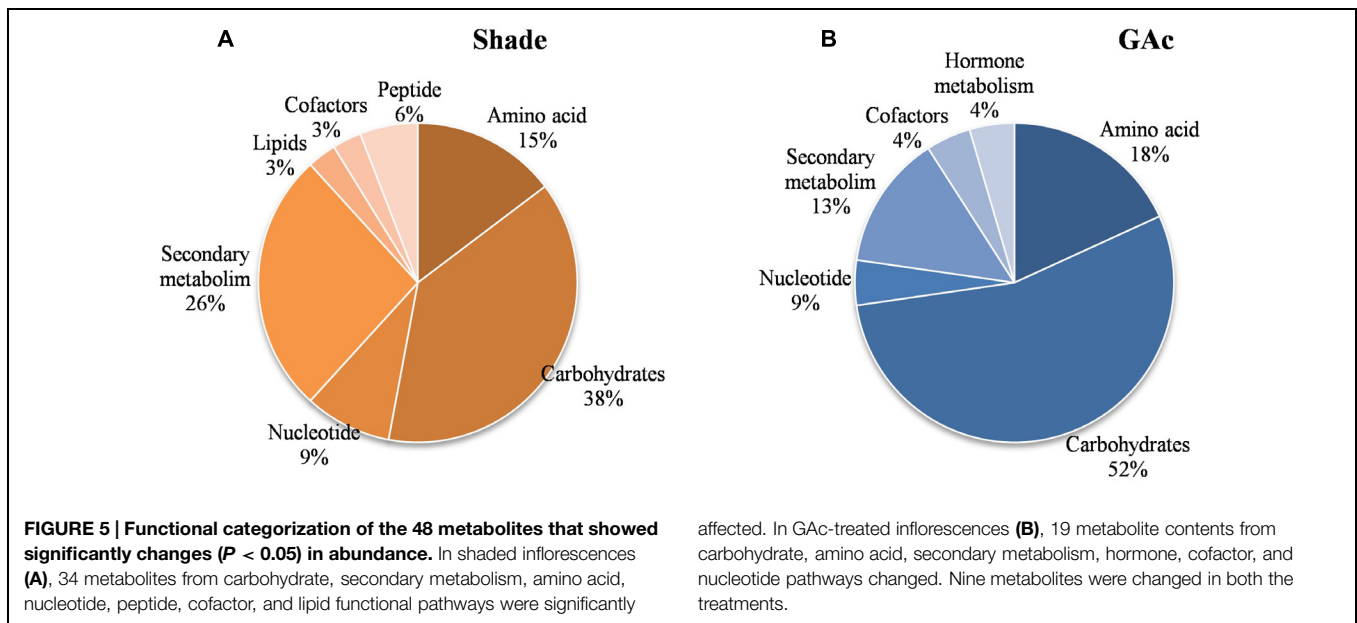 A
Shade
Peptide
6%
Cofactors
3%
Lipids
3%
Amino acid
15%
Secondary
metabolim
26%
Carbohydrates
38%
Nucleotide
9%
B
GAc
Hormone
metabolism
4%
Cofactors
4%
Amino acid
18%
Secondary
metabolim
13%
Nucleotide
9%
Carbohydrates
52%
FIGURE 5 | Functional categorization of the 48 metabolites that showed
significantly changes (P < 0.05) in abundance. In shaded inflorescences
(A), 34 metabolites from carbohydrate, secondary metabolism, amino acid,
nucleotide, peptide, cofactor, and lipid functional pathways were significantly
affected. In GAc-treated inflorescences (B), 19 metabolite contents from
carbohydrate, amino acid, secondary metabolism, hormone, cofactor, and
nucleotide pathways changed. Nine metabolites were changed in both the
treatments.